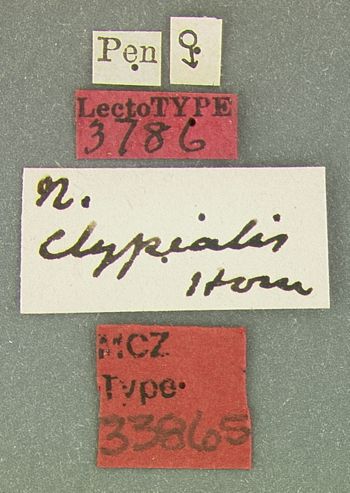 Pen ♀
LectoTYPE
3786
N.
clypealis
Horn
MCZ
Type
33865